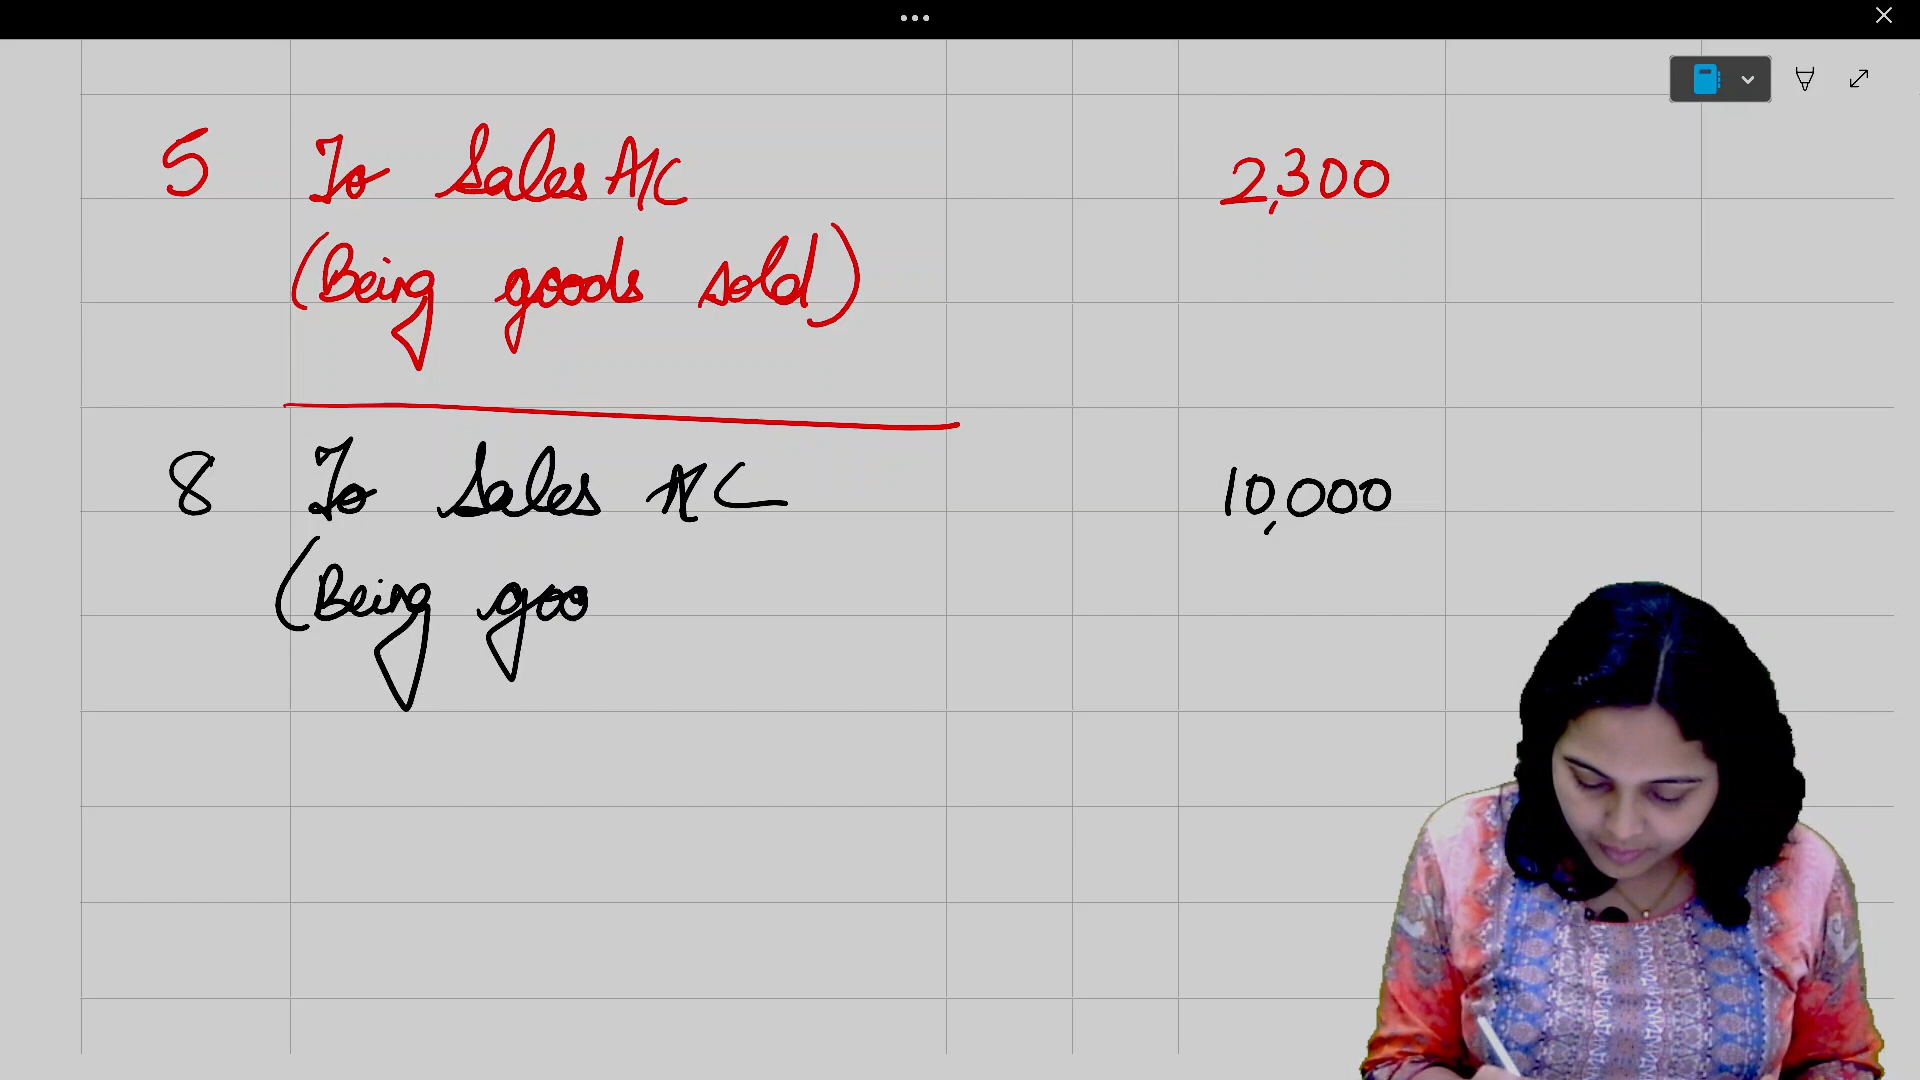 5 To Sales A/C 2,300
(Being goods sold)
8 To Sales A/C 10,000
(Being goo